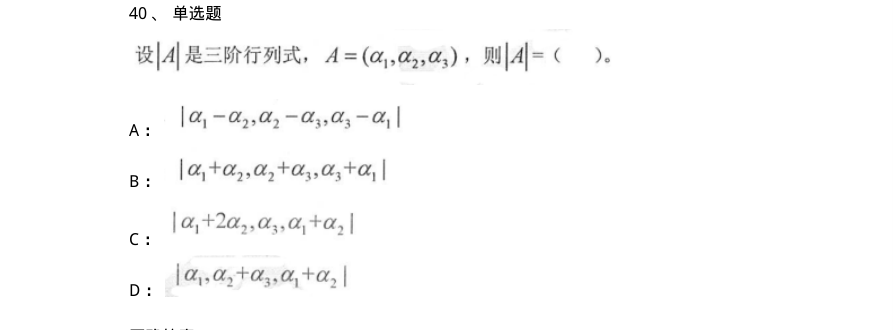 40 、 单选题
设|A|是三阶行列式，A=(α₁,α₂,α₃)，则|A|=（ ）。
A： |α₁-α₂,α₂-α₃,α₃-α₁|
B： |α₁+α₂,α₂+α₃,α₃+α₁|
C： |α₁+2α₂,α₃,α₁+α₂|
D： |α₁,α₂+α₃,α₁+α₂|